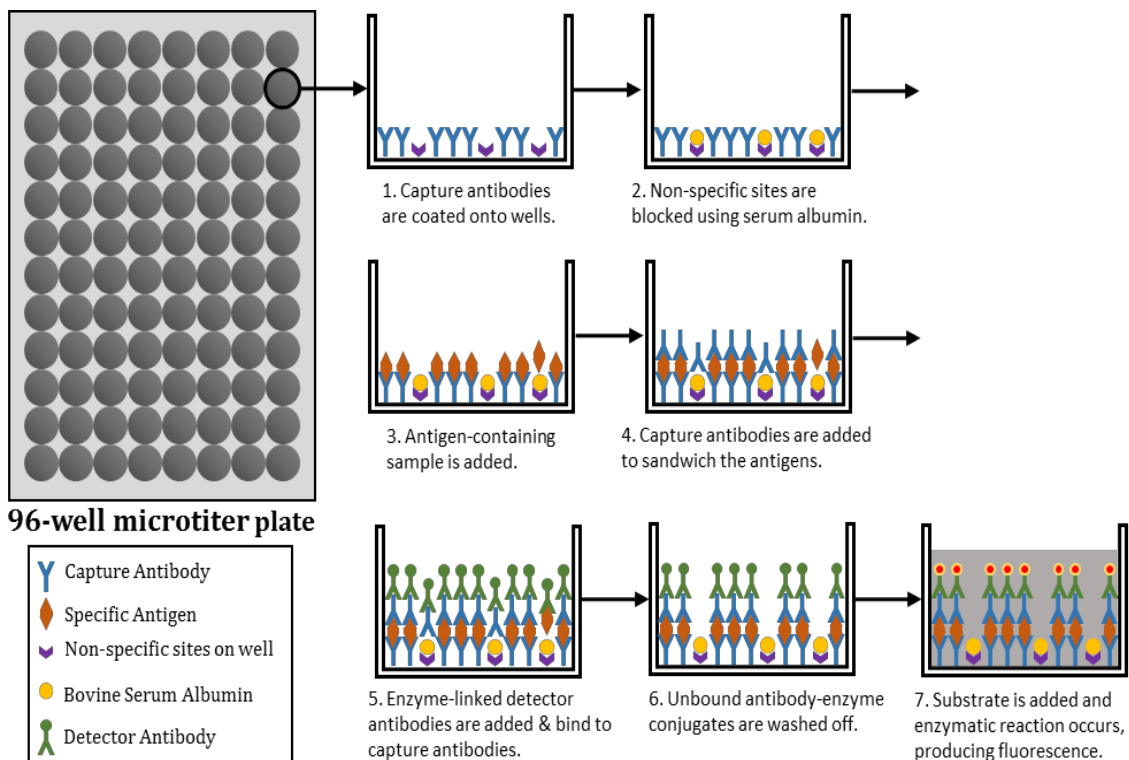 1. Capture antibodies
are coated onto wells.
2. Non-specific sites are
blocked using serum albumin.
3. Antigen-containing
sample is added.
4. Capture antibodies are added
to sandwich the antigens.
96-well microtiter plate
Capture Antibody
Specific Antigen
Non-specific sites on well
Bovine Serum Albumin
Detector Antibody
5. Enzyme-linked detector
antibodies are added & bind to
capture antibodies.
6. Unbound antibody-enzyme
conjugates are washed off.
7. Substrate is added and
enzymatic reaction occurs,
producing fluorescence.